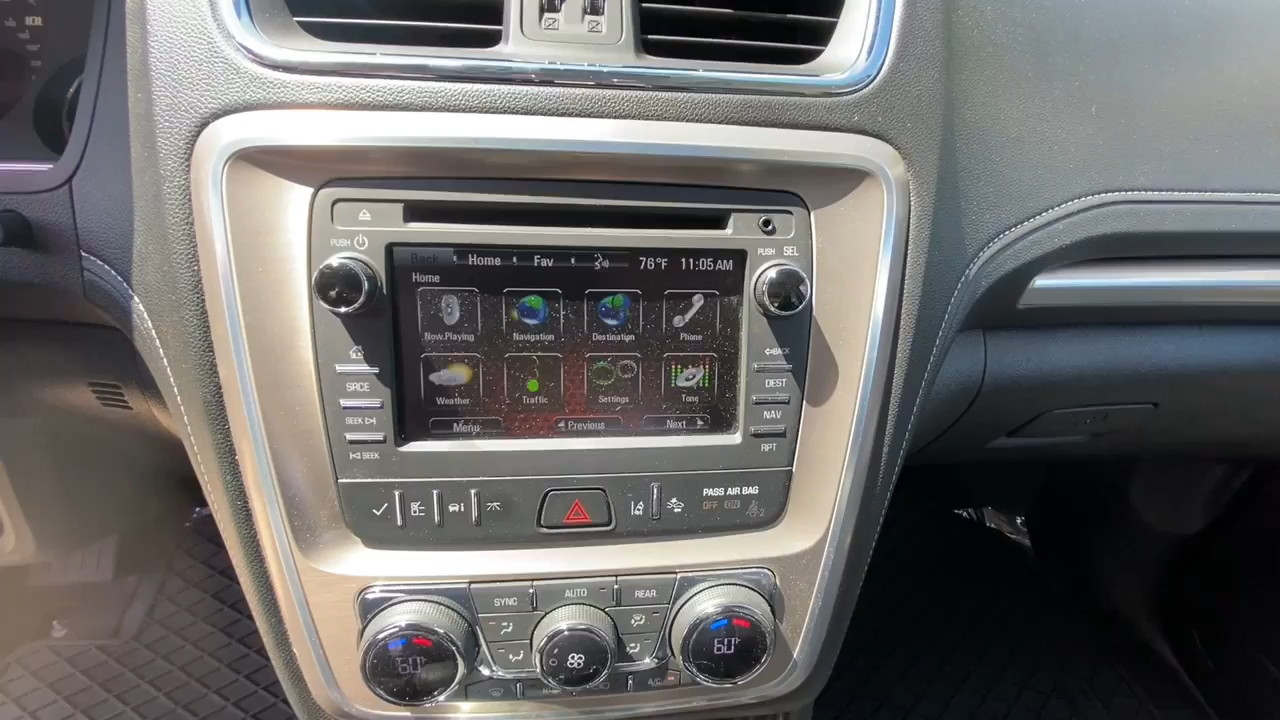 PUSH
PUSH SEL
Back Home Fav 76°F 11:05 AM
Home
Now Playing Navigation Destination Phone
Weather Traffic Settings Tone
Menu Previous Next
SRCE
SEEK
SEEK
BACK
DEST
NAV
RPT
PASS AIR BAG
OFF ON
SYNC AUTO REAR
60°
60°
A/C